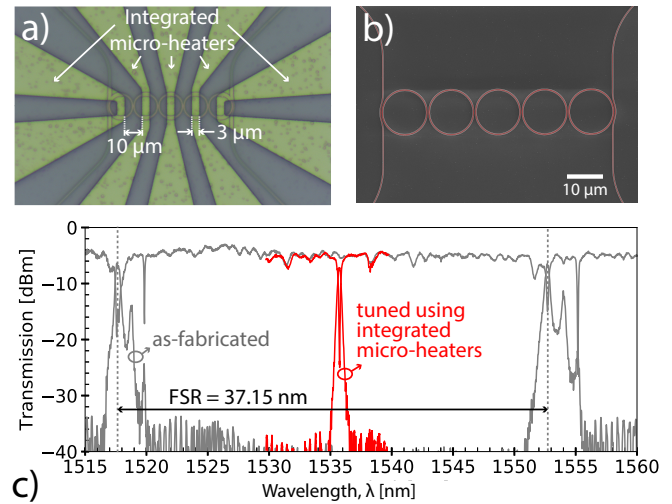 a)
Integrated
micro-heaters
10 μm
3 μm
b)
10 μm
c)
Transmission [dBm]
0
−10
−20
−30
−40
as-fabricated
tuned using
integrated
micro-heaters
FSR = 37.15 nm
1515 1520 1525 1530 1535 1540 1545 1550 1555 1560
Wavelength, λ [nm]